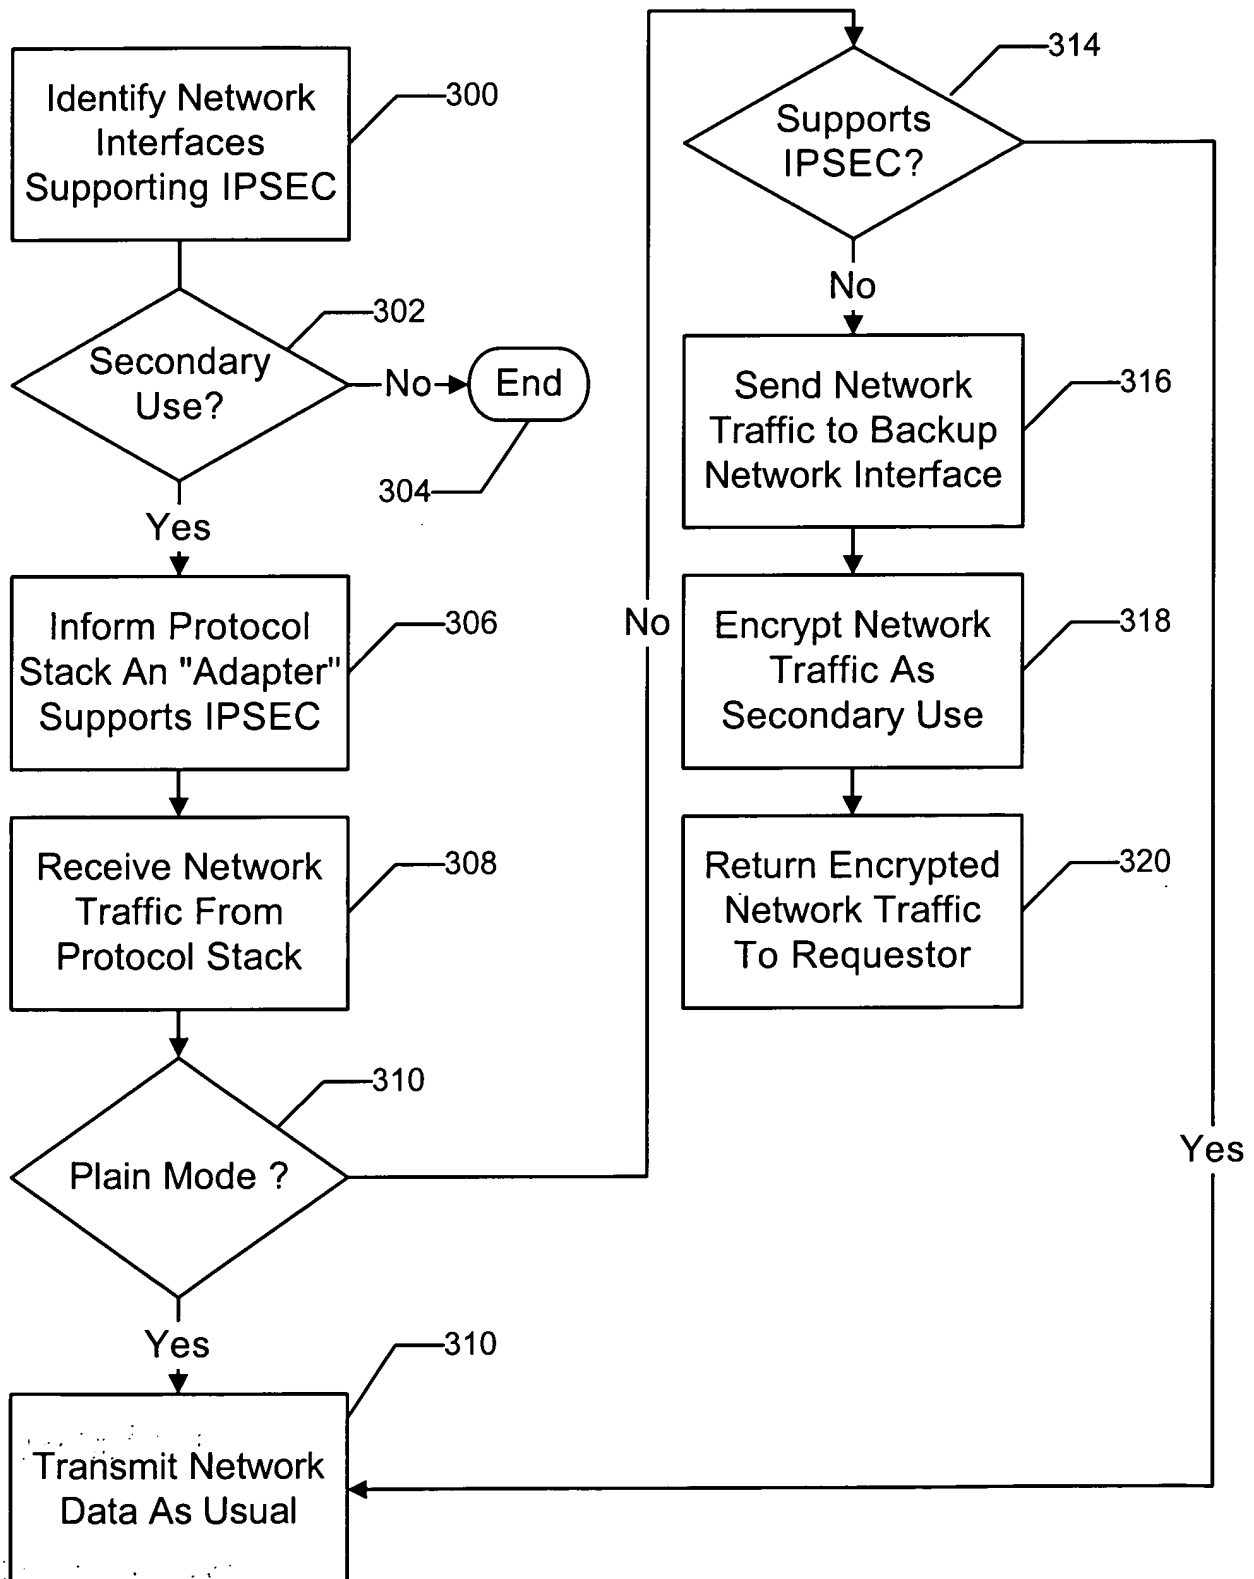 Identify Network
Interfaces
Supporting IPSEC
300
Secondary
Use?
302
No
End
304
Yes
Inform Protocol
Stack An "Adapter"
Supports IPSEC
306
Receive Network
Traffic From
Protocol Stack
308
Plain Mode ?
310
No
Yes
Transmit Network
Data As Usual
310
Supports
IPSEC?
314
No
Send Network
Traffic to Backup
Network Interface
316
Encrypt Network
Traffic As
Secondary Use
318
Return Encrypted
Network Traffic
To Requestor
320
Yes